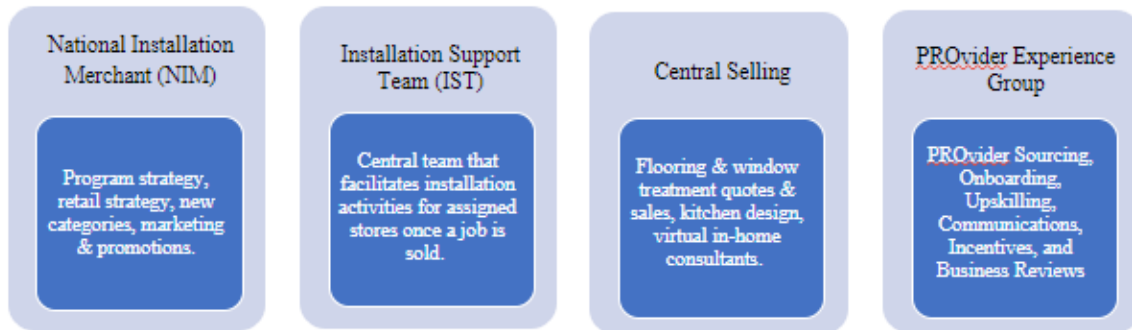 National Installation
Merchant (NIM)
Program strategy,
retail strategy, new
categories, marketing
& promotions.
Installation Support
Team (IST)
Central team that
facilitates installation
activities for assigned
stores once a job is
sold.
Central Selling
Flooring & window
treatment quotes &
sales, kitchen design,
virtual in-home
consultants.
PROvider Experience
Group
PROvider Sourcing,
Onboarding,
Upskilling,
Communications,
Incentives, and
Business Reviews